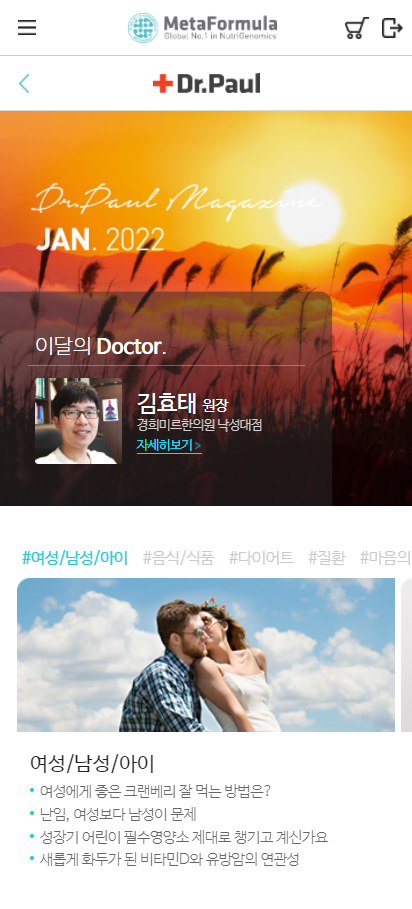 MetaFormula
Global No.1 in NutriGenomics
Dr.Paul
Dr.Paul Magazine
JAN. 2022
이달의 Doctor.
김효태 원장
경희미르한의원 낙성대점
자세히보기 >
#여성/남성/아이 #음식/식품 #다이어트 #질환 #마음의
여성/남성/아이
여성에게 좋은 크랜베리 잘 먹는 방법은?
난임, 여성보다 남성이 문제
성장기 어린이 필수영양소 제대로 챙기고 계신가요
새롭게 화두가 된 비타민D와 유방암의 연관성